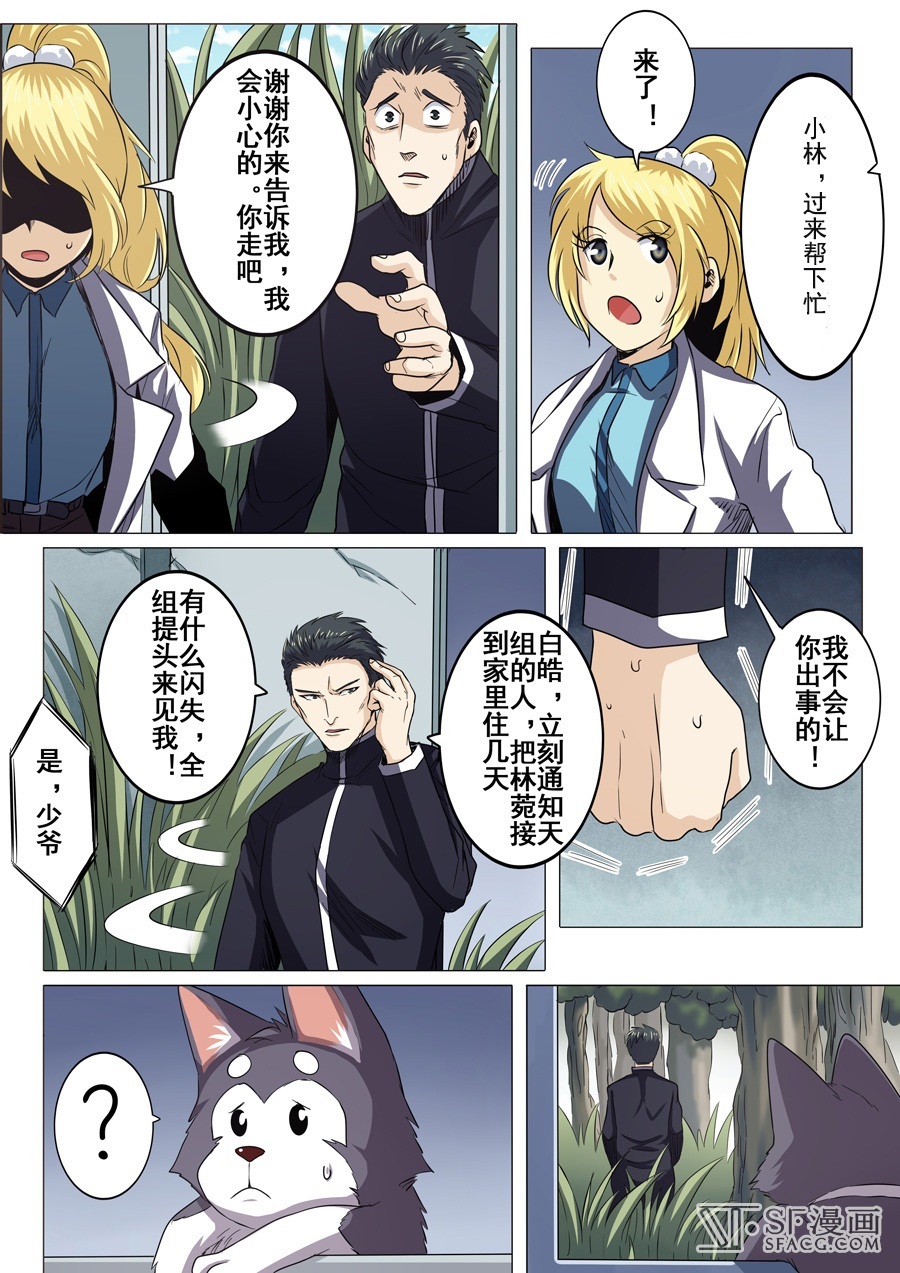 小林，过来帮下忙
来了！
谢谢你来告诉我，我
会小心的。你走吧
我不会让
你出事的！
白皓，立刻通知天
组的人，把林菀接
到家里住几天
有什么闪失，全
组提头来见我！
是，少爷
？
SF漫画
SFACG.COM